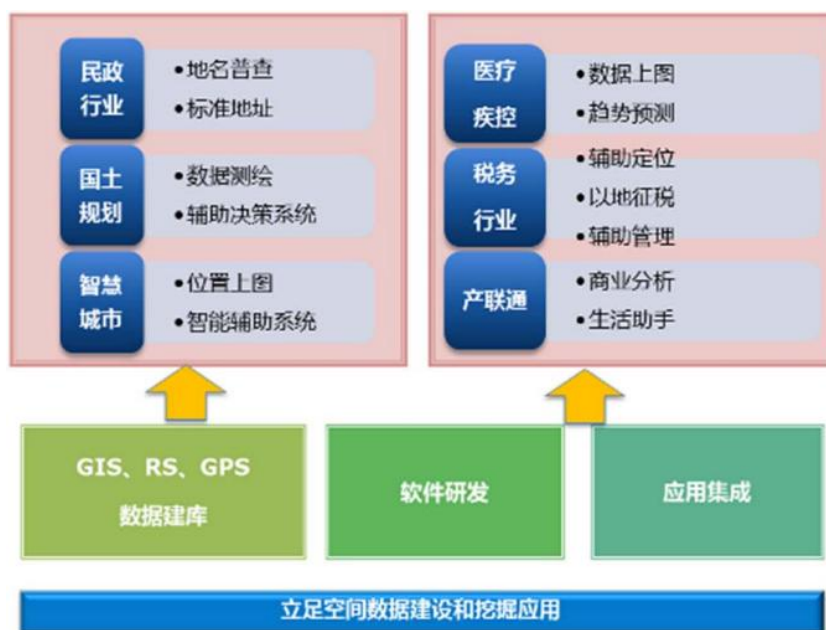 民政
行业
•地名普查
•标准地址
国土
规划
•数据测绘
•辅助决策系统
智慧
城市
•位置上图
•智能辅助系统
医疗
疾控
•数据上图
•趋势预测
税务
行业
•辅助定位
•以地征税
•辅助管理
产联通
•商业分析
•生活助手
GIS、RS、GPS
数据建库
软件研发
应用集成
立足空间数据建设和挖掘应用